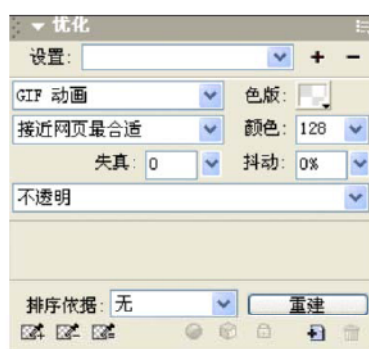 优化
设置:
GIF 动画 色版:
接近网页最合适 颜色: 128
失真: 0 抖动: 0%
不透明
排序依据: 无 重建